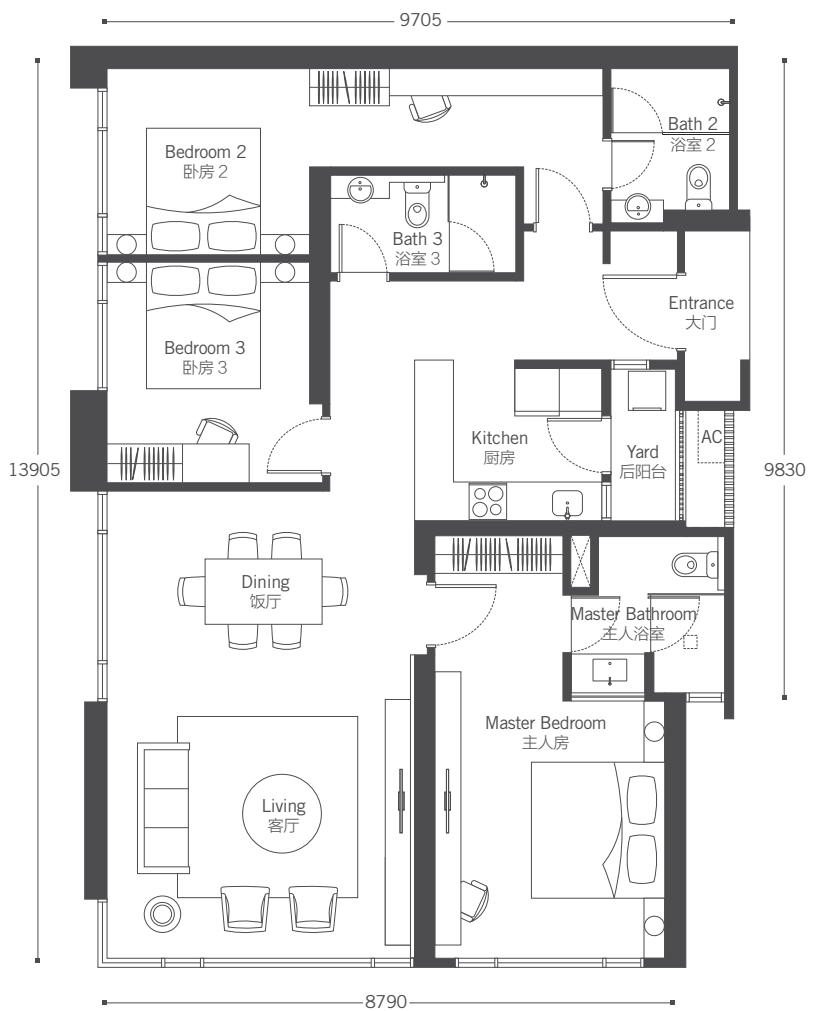 9705
Bath 2
浴室 2
Bedroom 2
卧房 2
Bath 3
浴室 3
Entrance
大门
Bedroom 3
卧房 3
Kitchen
厨房
Yard
后阳台
AC
13905
9830
Dining
饭厅
Master Bathroom
主人浴室
Master Bedroom
主人房
Living
客厅
8790